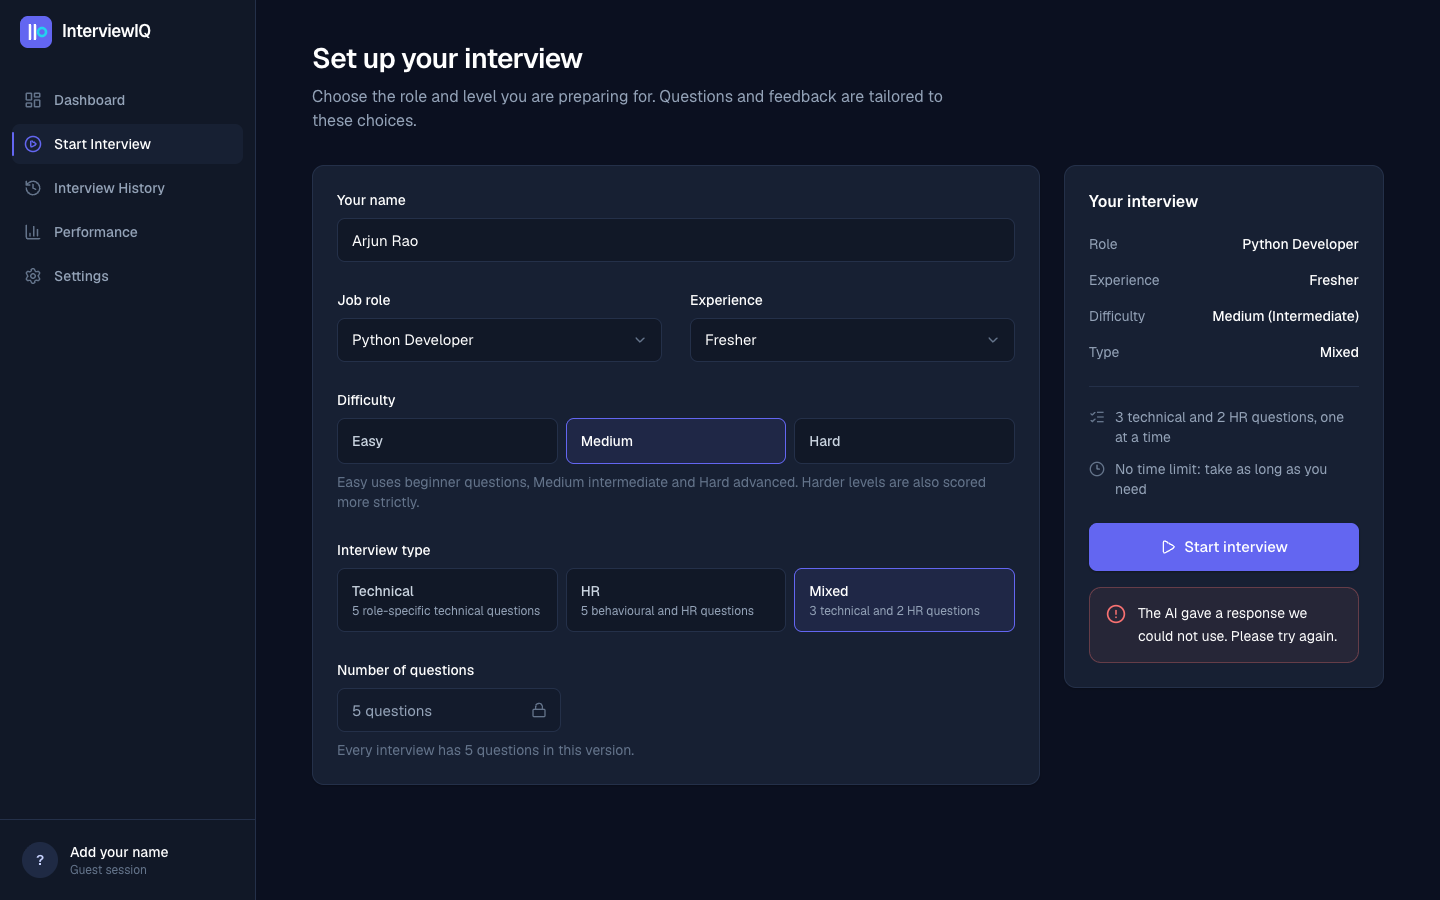 InterviewIQ
Dashboard
Start Interview
Interview History
Performance
Settings
?
Add your name
Guest session
Set up your interview
Choose the role and level you are preparing for. Questions and feedback are tailored to
these choices.
Your name
Arjun Rao
Job role
Experience
Python Developer
Fresher
Difficulty
Easy
Medium
Hard
Easy uses beginner questions, Medium intermediate and Hard advanced. Harder levels are also scored
more strictly.
Interview type
Technical
5 role-specific technical questions
HR
5 behavioural and HR questions
Mixed
3 technical and 2 HR questions
Number of questions
5 questions
Every interview has 5 questions in this version.
Your interview
Role Python Developer
Experience Fresher
Difficulty Medium (Intermediate)
Type Mixed
3 technical and 2 HR questions, one
at a time
No time limit: take as long as you
need
Start interview
The AI gave a response we
could not use. Please try again.